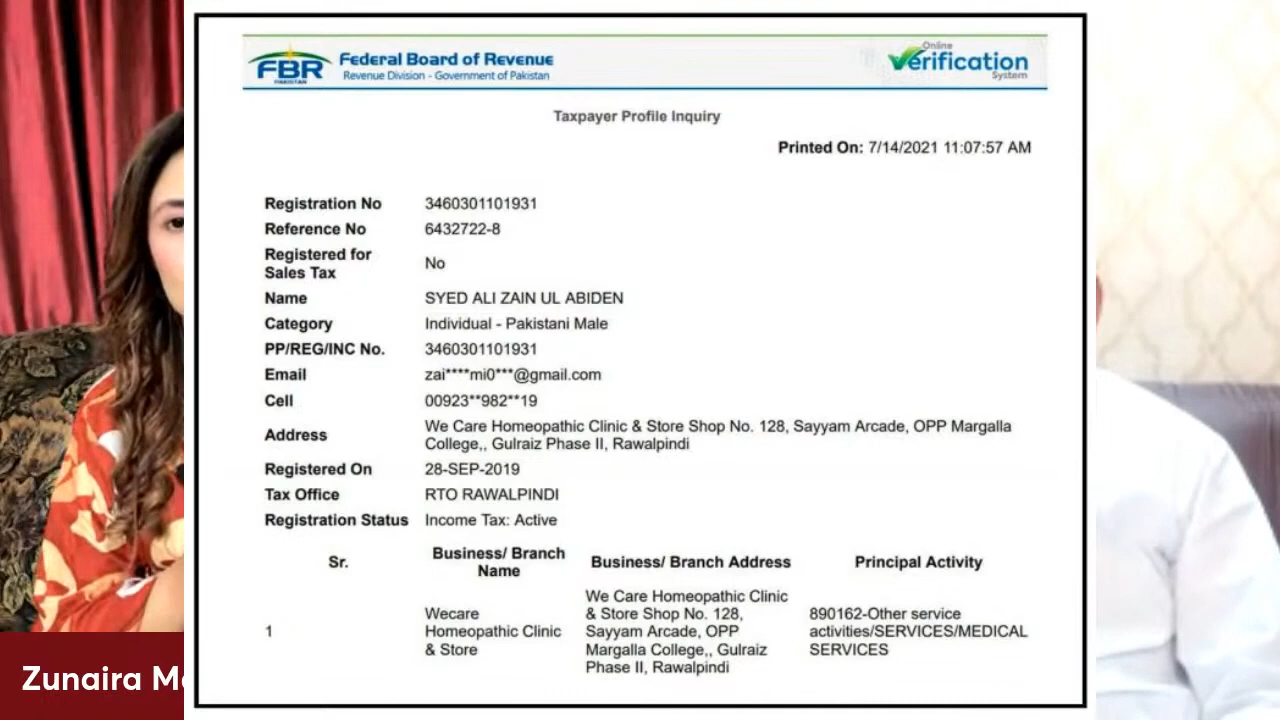 FBR
PAKISTAN
Federal Board of Revenue
Revenue Division - Government of Pakistan
Online
Verification
System
Taxpayer Profile Inquiry
Printed On: 7/14/2021 11:07:57 AM
Registration No 3460301101931
Reference No 6432722-8
Registered for
Sales Tax
No
Name SYED ALI ZAIN UL ABIDEN
Category Individual - Pakistani Male
PP/REG/INC No. 3460301101931
Email zai****mi0***@gmail.com
Cell 00923**982**19
Address
We Care Homeopathic Clinic & Store Shop No. 128, Sayyam Arcade, OPP Margalla
College,, Gulraiz Phase II, Rawalpindi
Registered On 28-SEP-2019
Tax Office RTO RAWALPINDI
Registration Status Income Tax: Active
Sr.
Business/ Branch
Name
Business/ Branch Address
Principal Activity
1
Wecare
Homeopathic Clinic
& Store
We Care Homeopathic Clinic
& Store Shop No. 128,
Sayyam Arcade, OPP
Margalla College,, Gulraiz
Phase II, Rawalpindi
890162-Other service
activities/SERVICES/MEDICAL
SERVICES
Zunaira